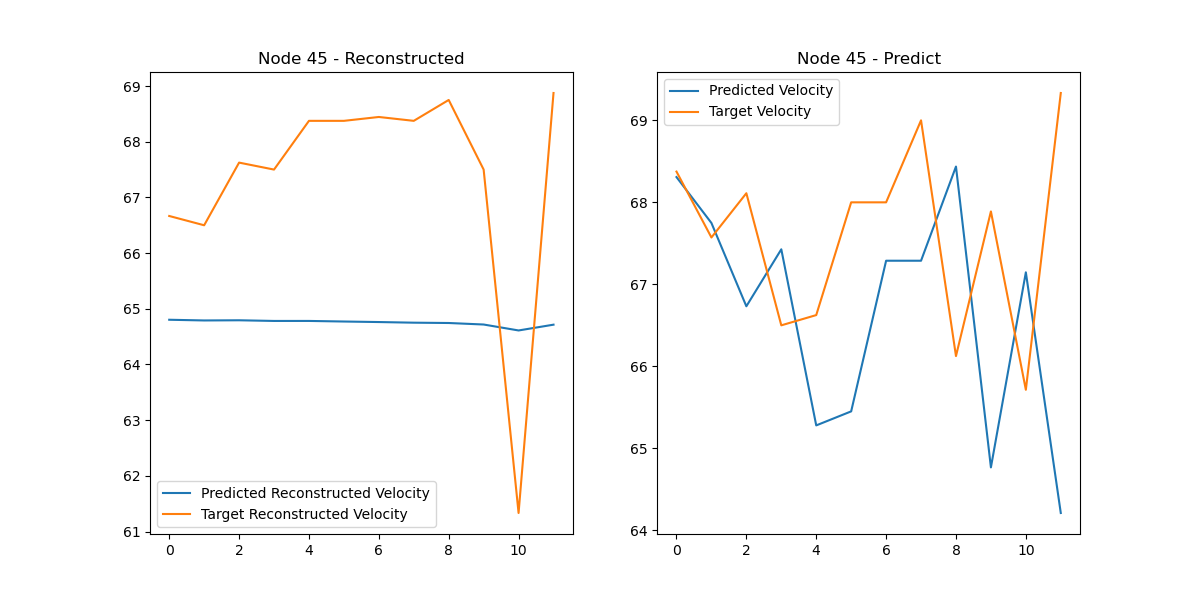 Node 45 - Reconstructed
69
68
67
66
65
64
63
62
61
0 2 4 6 8 10
Predicted Reconstructed Velocity
Target Reconstructed Velocity
Node 45 - Predict
Predicted Velocity
Target Velocity
69
68
67
66
65
64
0 2 4 6 8 10